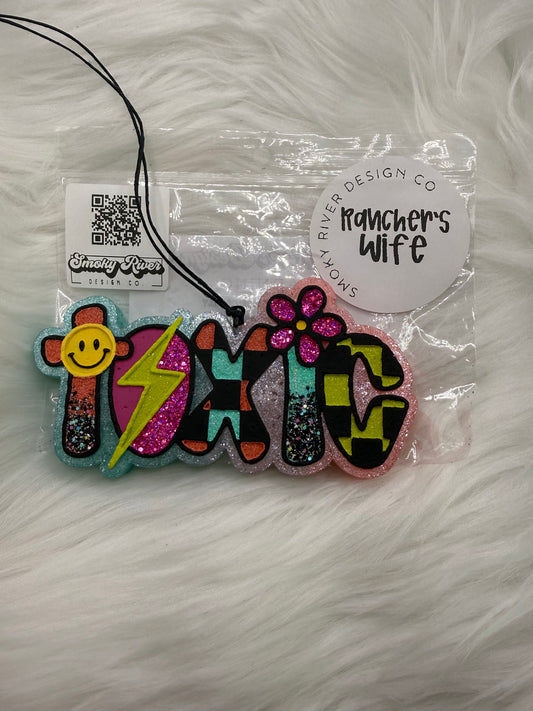 SMOKY RIVER DESIGN CO
Rancher's
Wife
Smoky River
DESIGN CO
TOXIC